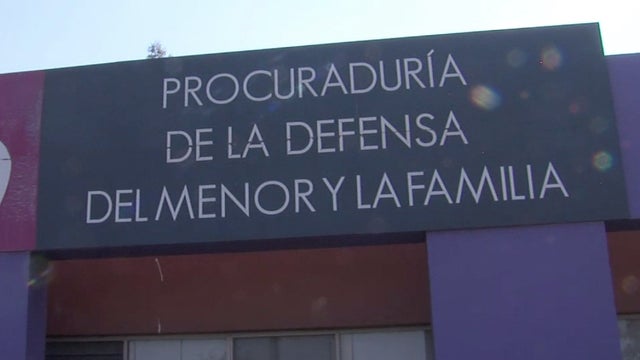 PROCURADURÍA
DE LA DEFENSA
DEL MENOR Y LA FAMILIA